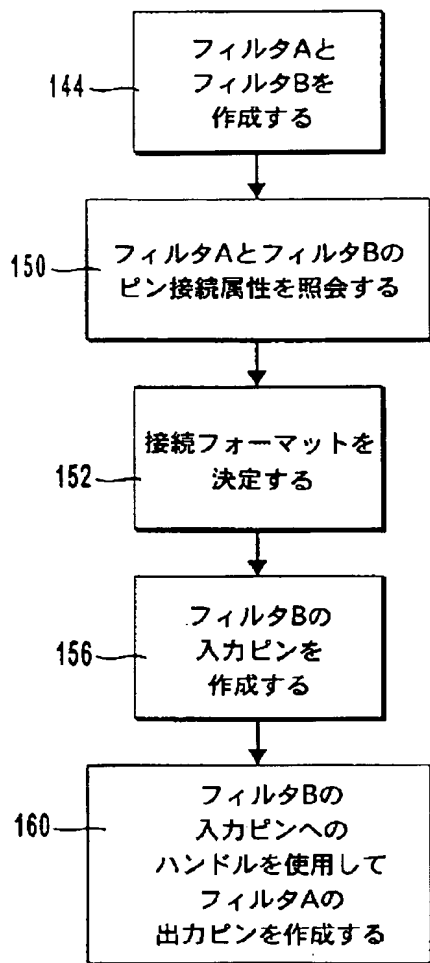 144
フィルタAと
フィルタBを
作成する
150
フィルタAとフィルタBの
ピン接続属性を照会する
152
接続フォーマットを
決定する
156
フィルタBの
入力ピンを
作成する
160
フィルタBの
入力ピンへの
ハンドルを使用して
フィルタAの
出力ピンを作成する